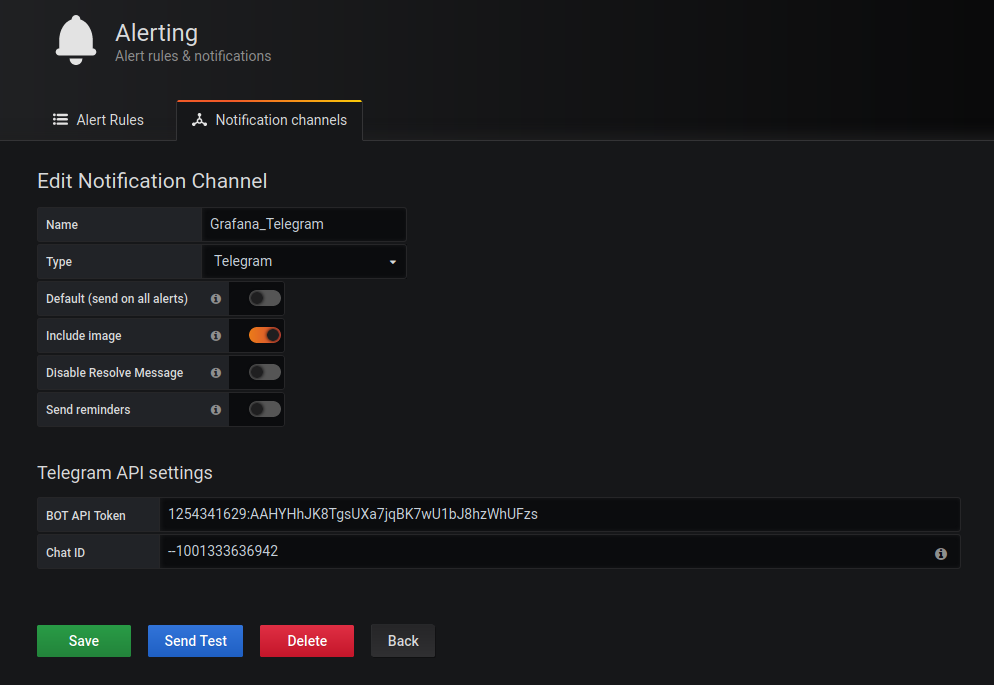 Alerting
Alert rules & notifications
Alert Rules
Notification channels
Edit Notification Channel
Name
Grafana_Telegram
Type
Telegram
Default (send on all alerts)
Include image
Disable Resolve Message
Send reminders
Telegram API settings
BOT API Token
1254341629:AAHYHhJK8TgsUXa7jqBK7wU1bJ8hzWhUFzs
Chat ID
--1001333636942
Save
Send Test
Delete
Back